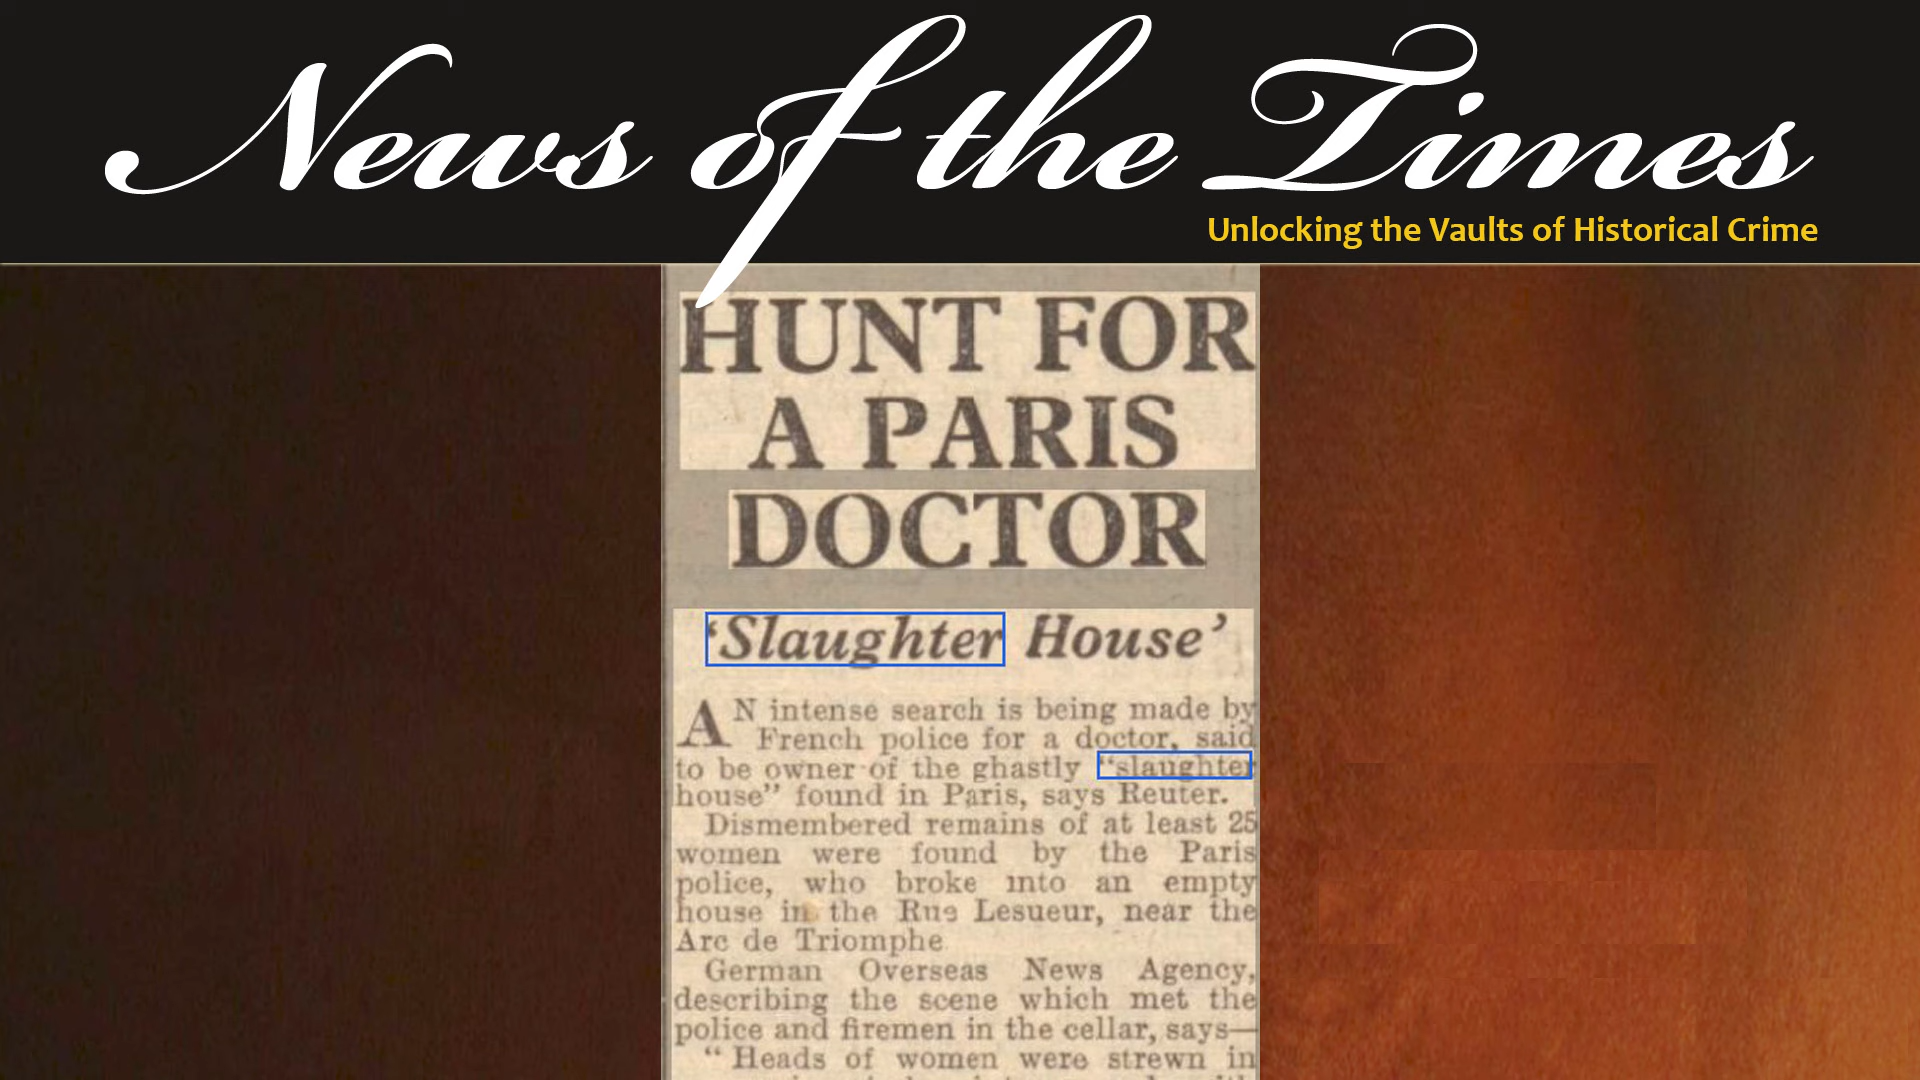 News of the Times
Unlocking the Vaults of Historical Crime
HUNT FOR
A PARIS
DOCTOR
‘Slaughter House’
AN intense search is being made by
French police for a doctor, said
to be owner of the ghastly “slaughter
house” found in Paris, says Reuter.
Dismembered remains of at least 25
women were found by the Paris
police, who broke into an empty
house in the Rue Lesueur, near the
Arc de Triomphe
German Overseas News Agency,
describing the scene which met the
police and firemen in the cellar, says—
“ Heads of women were strewn in